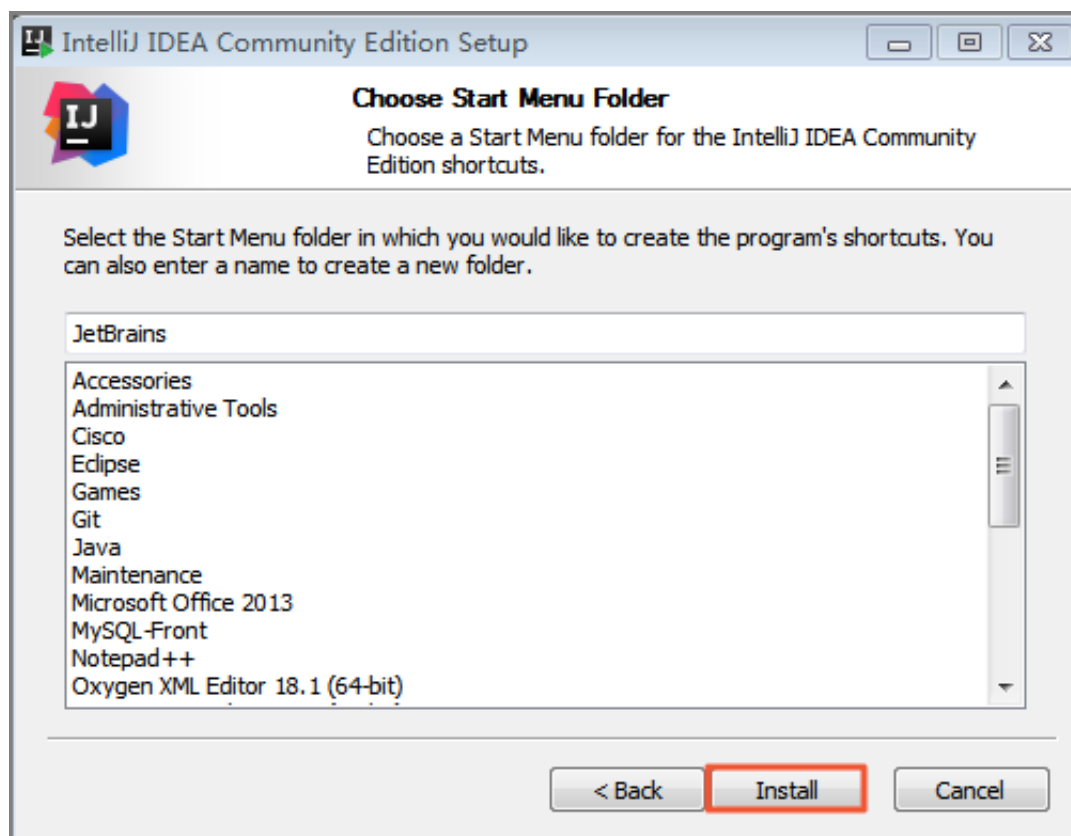 IntelliJ IDEA Community Edition Setup
IJ
Choose Start Menu Folder
Choose a Start Menu folder for the IntelliJ IDEA Community
Edition shortcuts.
Select the Start Menu folder in which you would like to create the program's shortcuts. You
can also enter a name to create a new folder.
JetBrains
Accessories
Administrative Tools
Cisco
Eclipse
Games
Git
Java
Maintenance
Microsoft Office 2013
MySQL-Front
Notepad++
Oxygen XML Editor 18.1 (64-bit)
< Back
Install
Cancel